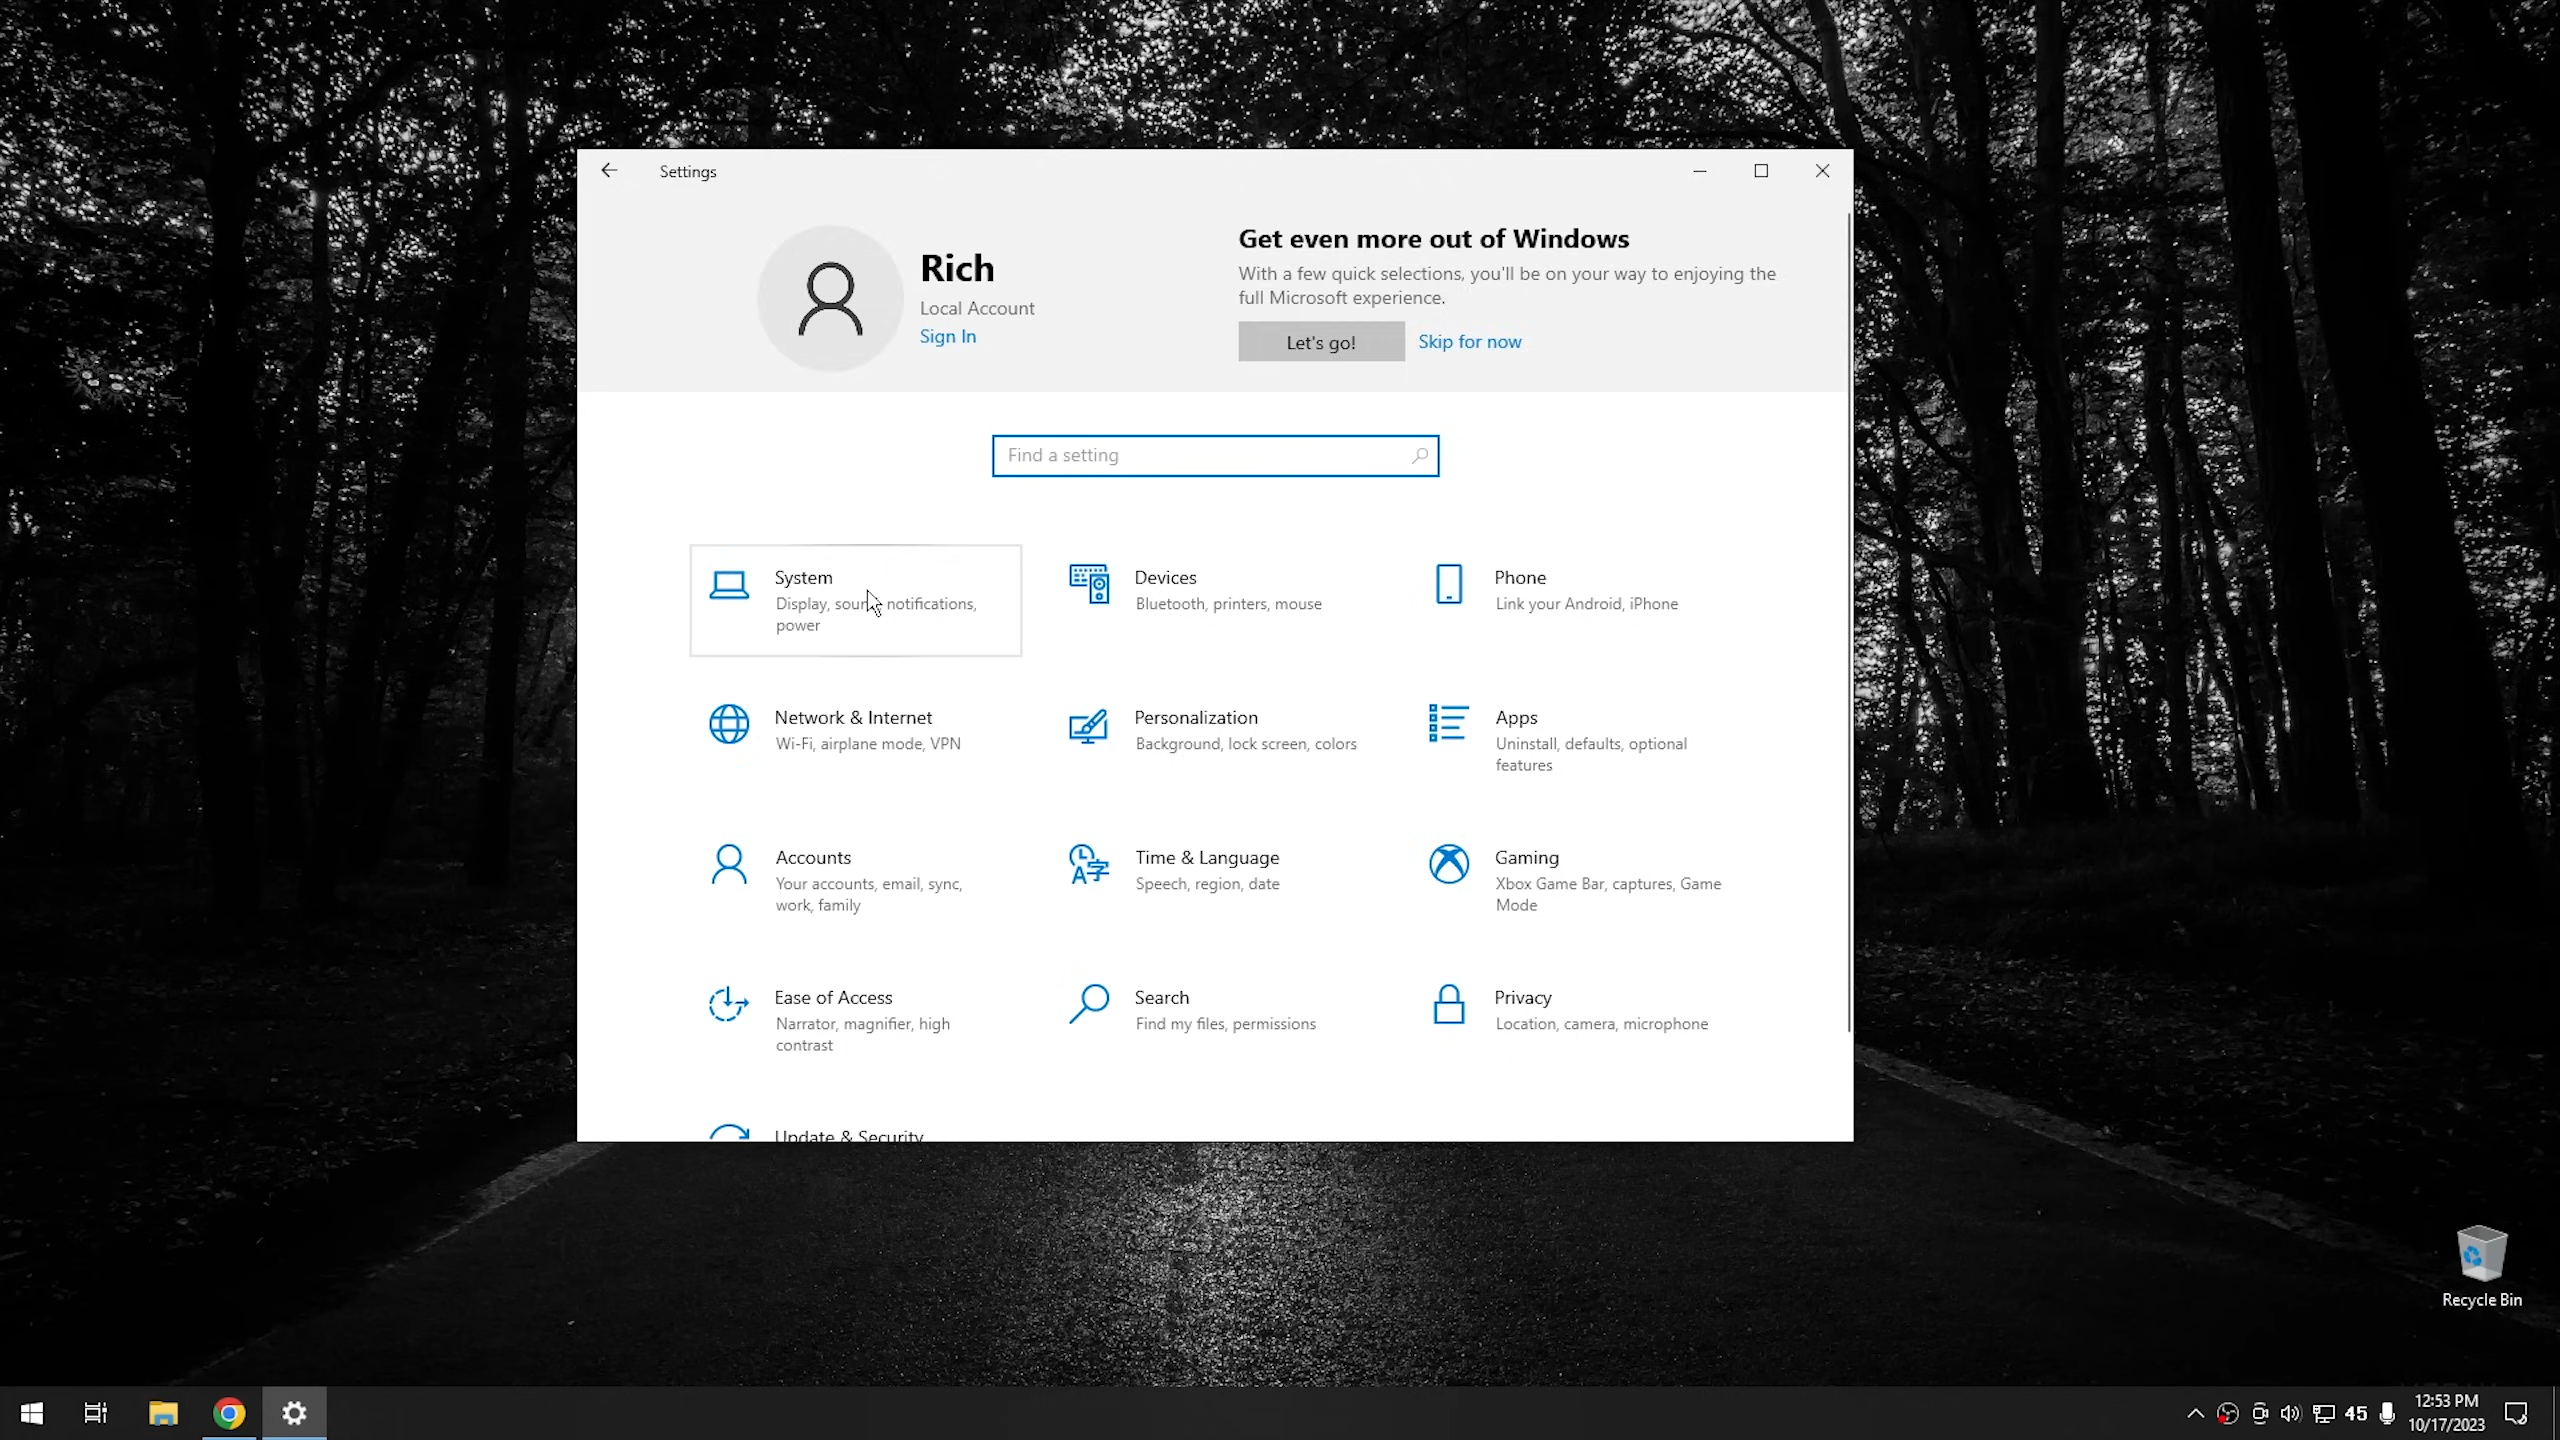 Settings
Rich
Local Account
Sign In
Get even more out of Windows
With a few quick selections, you'll be on your way to enjoying the
full Microsoft experience.
Let's go!
Skip for now
Find a setting
System
Display, sound, notifications,
power
Devices
Bluetooth, printers, mouse
Phone
Link your Android, iPhone
Network & Internet
Wi-Fi, airplane mode, VPN
Personalization
Background, lock screen, colors
Apps
Uninstall, defaults, optional
features
Accounts
Your accounts, email, sync,
work, family
Time & Language
Speech, region, date
Gaming
Xbox Game Bar, captures, Game
Mode
Ease of Access
Narrator, magnifier, high
contrast
Search
Find my files, permissions
Privacy
Location, camera, microphone
Update & Security
Recycle Bin
45
12:53 PM
10/17/2023